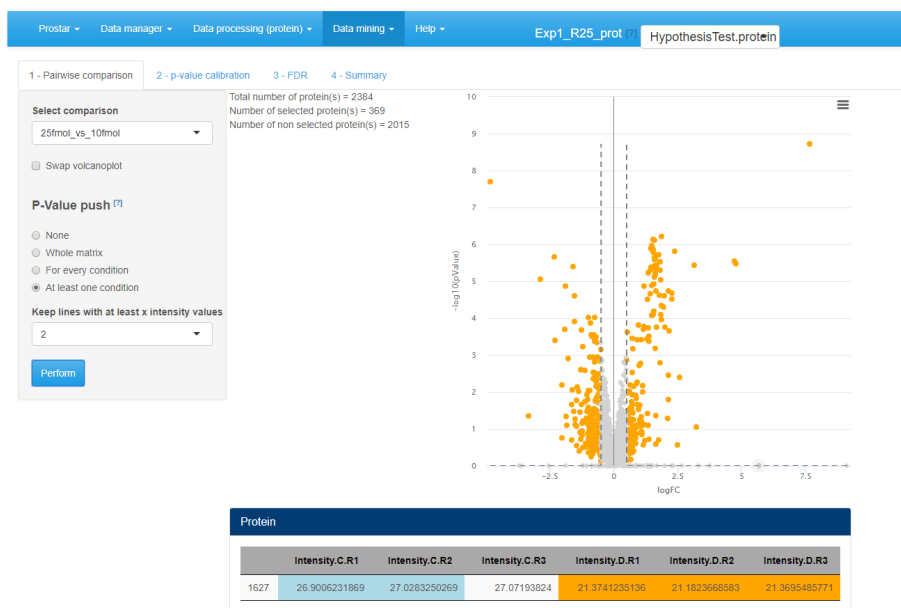 Prostar Data manager Data processing (protein) Data mining Help Exp1_R25_prot [?] HypothesisTest.protein
1 - Pairwise comparison 2 - p-value calibration 3 - FDR 4 - Summary
Select comparison
25fmol_vs_10fmol
Swap volcanoplot
P-Value push [?]
None
Whole matrix
For every condition
At least one condition
Keep lines with at least x intensity values
2
Perform
Total number of protein(s) = 2384
Number of selected protein(s) = 369
Number of non selected protein(s) = 2015
-log10(pValue)
10
9
8
7
6
5
4
3
2
1
0
-2.5 0 2.5 5 7.5
logFC
Protein
Intensity.C.R1 Intensity.C.R2 Intensity.C.R3 Intensity.D.R1 Intensity.D.R2 Intensity.D.R3
1627 26.9006231869 27.0283250269 27.07193824 21.3741235136 21.1823668583 21.3695485771